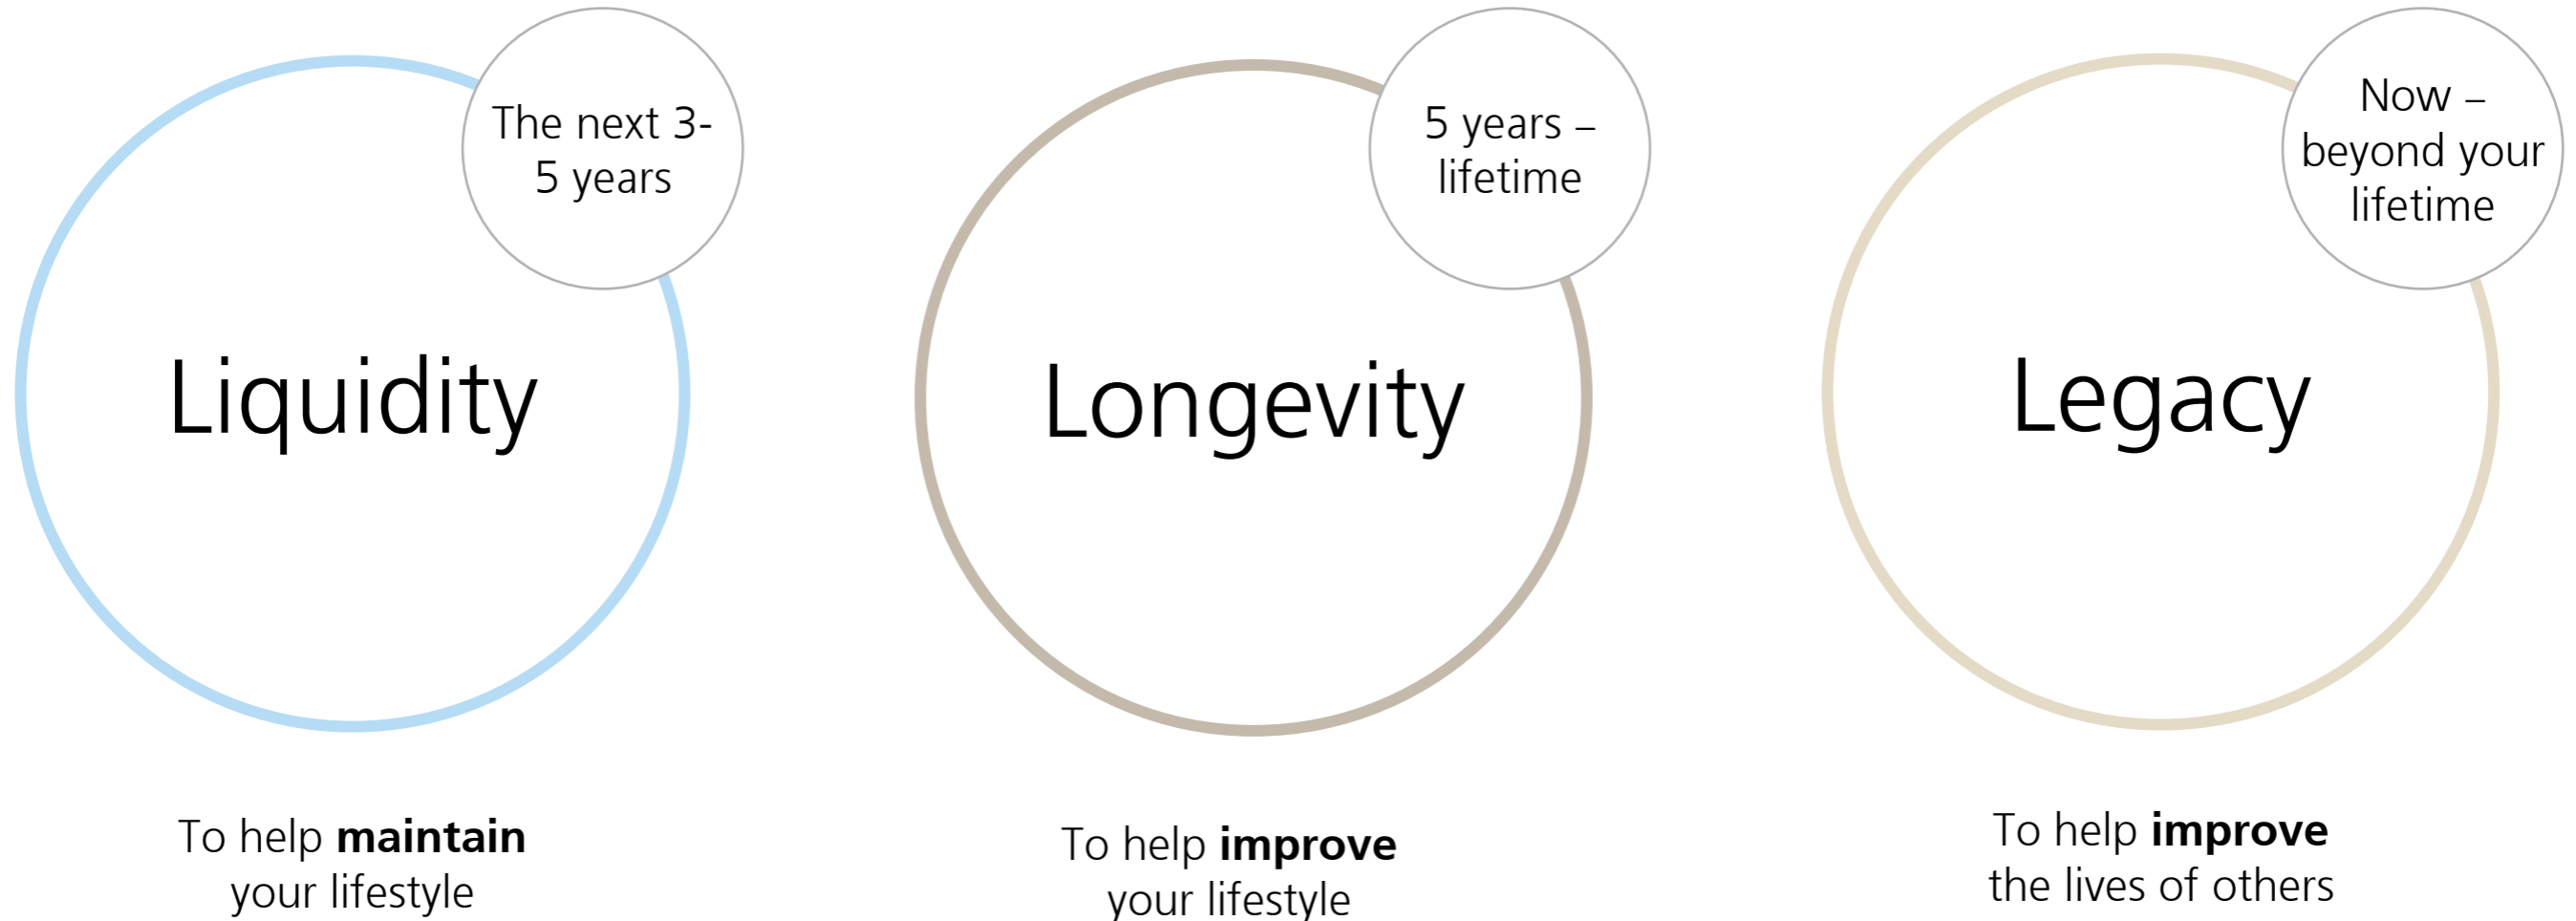 The next 3-
5 years
Liquidity
To help maintain
your lifestyle
5 years –
lifetime
Longevity
To help improve
your lifestyle
Now –
beyond your
lifetime
Legacy
To help improve
the lives of others